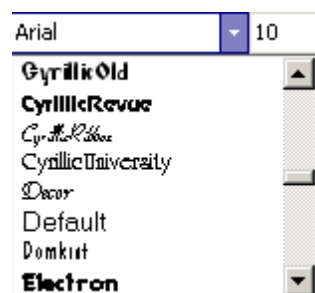 Arial 10
CyrillicOld
CyrillicRevue
CyrillicRibbon
CyrillicUniversity
Decor
Default
Domkrat
Electron